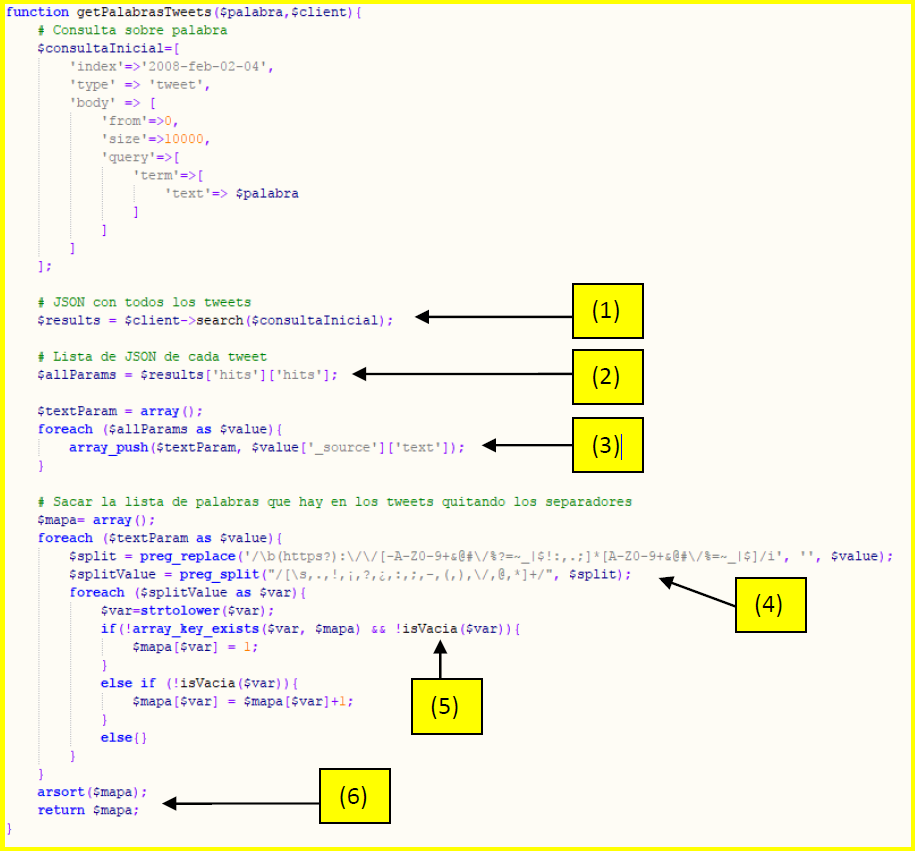 function getPalabrasTweets($palabra,$client){
# Consulta sobre palabra
$consultaInicial=[
'index'=>'2008-feb-02-04',
'type' => 'tweet',
'body' => [
'from'=>0,
'size'=>10000,
'query'=>[
'term'=>[
'text'=> $palabra
]
]
]
];
# JSON con todos los tweets
$results = $client->search($consultaInicial);
(1)
# Lista de JSON de cada tweet
$allParams = $results['hits']['hits'];
(2)
$textParam = array();
foreach ($allParams as $value){
array_push($textParam, $value['_source']['text']);
(3)
}
# Sacar la lista de palabras que hay en los tweets quitando los separadores
$mapa= array();
foreach ($textParam as $value){
$split = preg_replace('/\b(https?):\/\/[-A-Z0-9+&@#\/%?=~_|$!:,.;]*[A-Z0-9+&@#\/%=~_|$]/i', '', $value);
$splitValue = preg_split("/[\s,.,!,¡,?,¿,:,;,-,(,),\/,@,*]+/", $split);
(4)
foreach ($splitValue as $var){
$var=strtolower($var);
if(!array_key_exists($var, $mapa) && !isVacia($var)){
$mapa[$var] = 1;
}
else if (!isVacia($var)){
(5)
$mapa[$var] = $mapa[$var]+1;
}
else{}
}
}
arsort($mapa);
(6)
return $mapa;
}